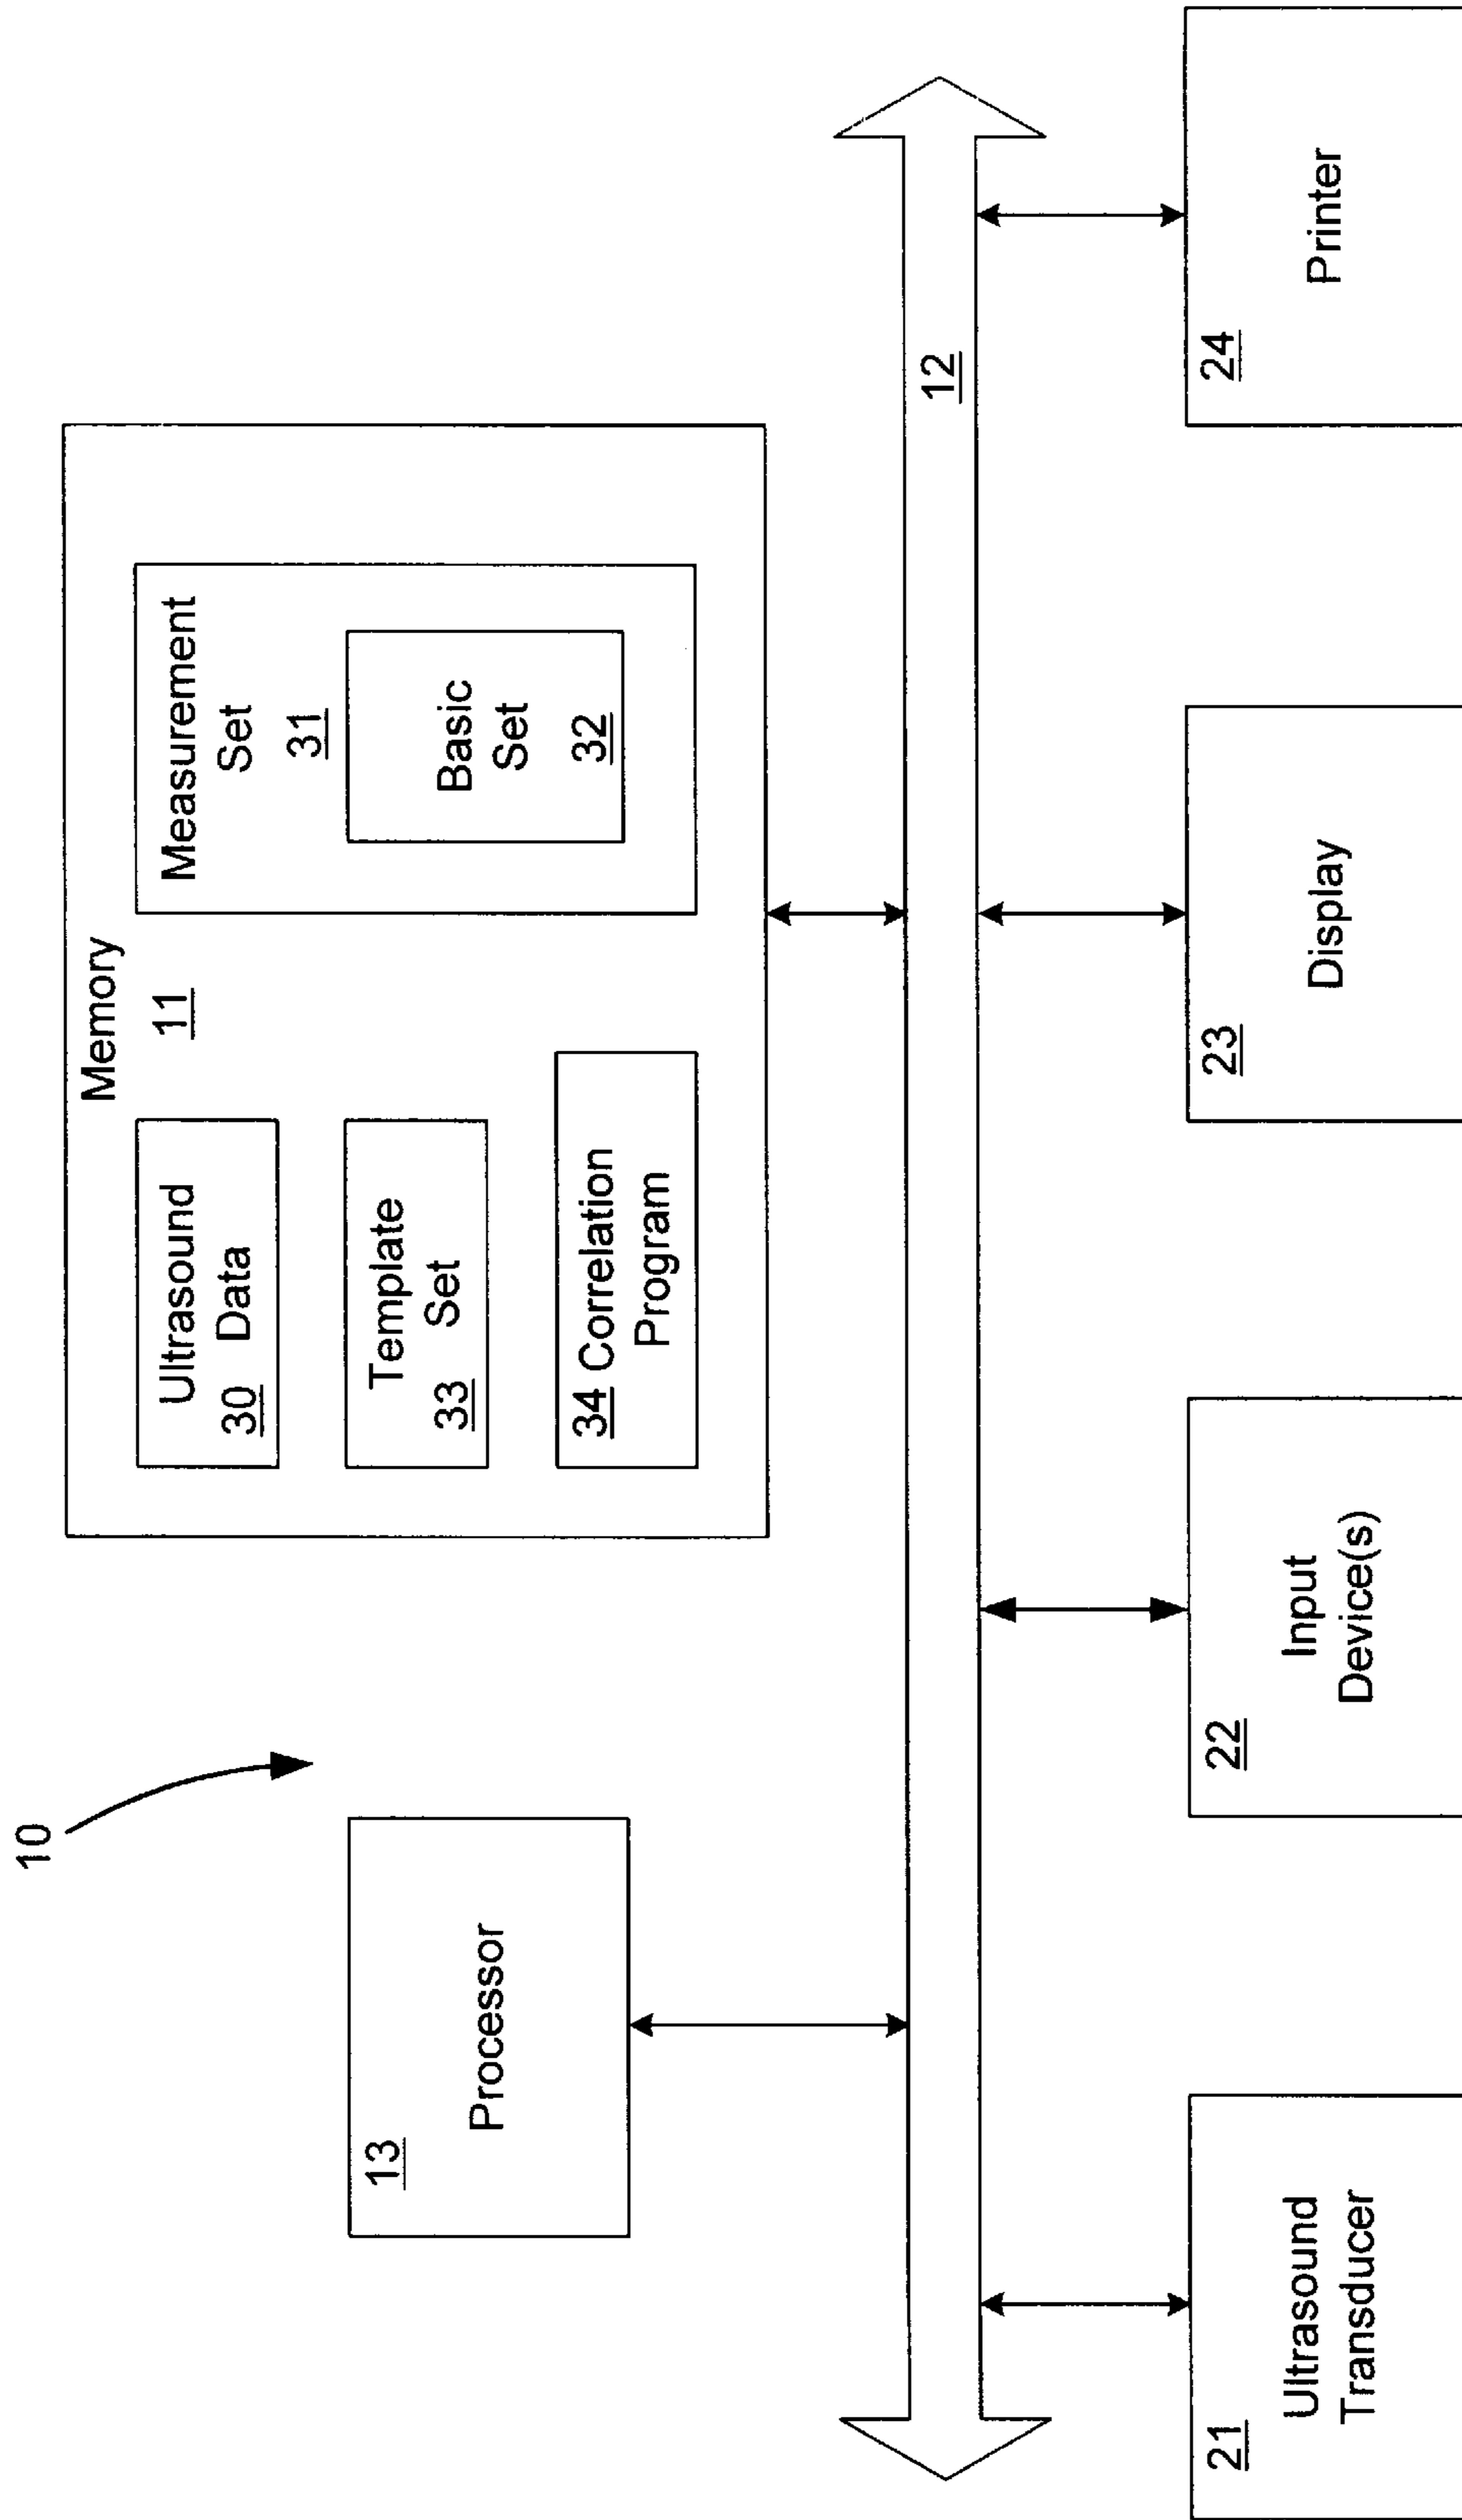 10
Memory
11
Ultrasound
30 Data
Template
33 Set
34 Correlation
Program
Measurement
Set
31
Basic
Set
32
13
Processor
12
21
Ultrasound
Transducer
22
Input
Device(s)
23
Display
24
Printer